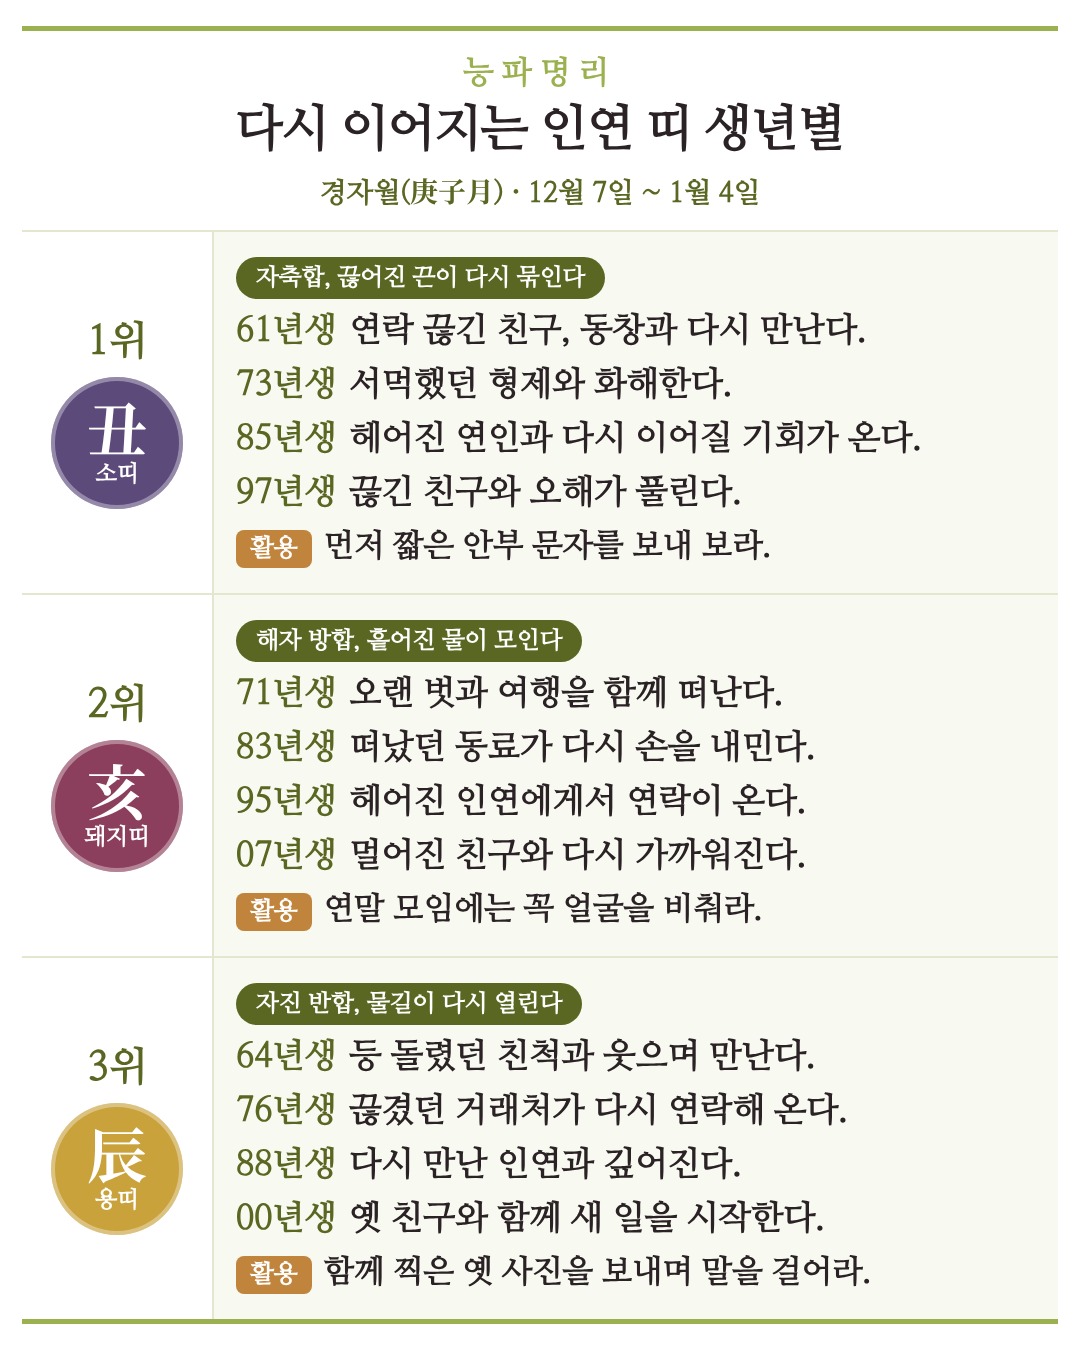 능파명리
다시 이어지는 인연 띠 생년별
경자월(庚子月) · 12월 7일 ~ 1월 4일
1위
丑
소띠
자축합, 끊어진 끈이 다시 묶인다
61년생 연락 끊긴 친구, 동창과 다시 만난다.
73년생 서먹했던 형제와 화해한다.
85년생 헤어진 연인과 다시 이어질 기회가 온다.
97년생 끊긴 친구와 오해가 풀린다.
활용 먼저 짧은 안부 문자를 보내 보라.
2위
亥
돼지띠
해자 방합, 흩어진 물이 모인다
71년생 오랜 벗과 여행을 함께 떠난다.
83년생 떠났던 동료가 다시 손을 내민다.
95년생 헤어진 인연에게서 연락이 온다.
07년생 멀어진 친구와 다시 가까워진다.
활용 연말 모임에는 꼭 얼굴을 비춰라.
3위
辰
용띠
자진 반합, 물길이 다시 열린다
64년생 등 돌렸던 친척과 웃으며 만난다.
76년생 끊겼던 거래처가 다시 연락해 온다.
88년생 다시 만난 인연과 깊어진다.
00년생 옛 친구와 함께 새 일을 시작한다.
활용 함께 찍은 옛 사진을 보내며 말을 걸어라.